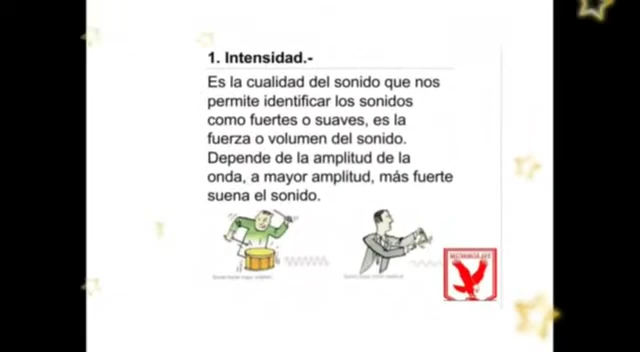 1. Intensidad.-
Es la cualidad del sonido que nos
permite identificar los sonidos
como fuertes o suaves, es la
fuerza o volumen del sonido.
Depende de la amplitud de la
onda, a mayor amplitud, más fuerte
suena el sonido.